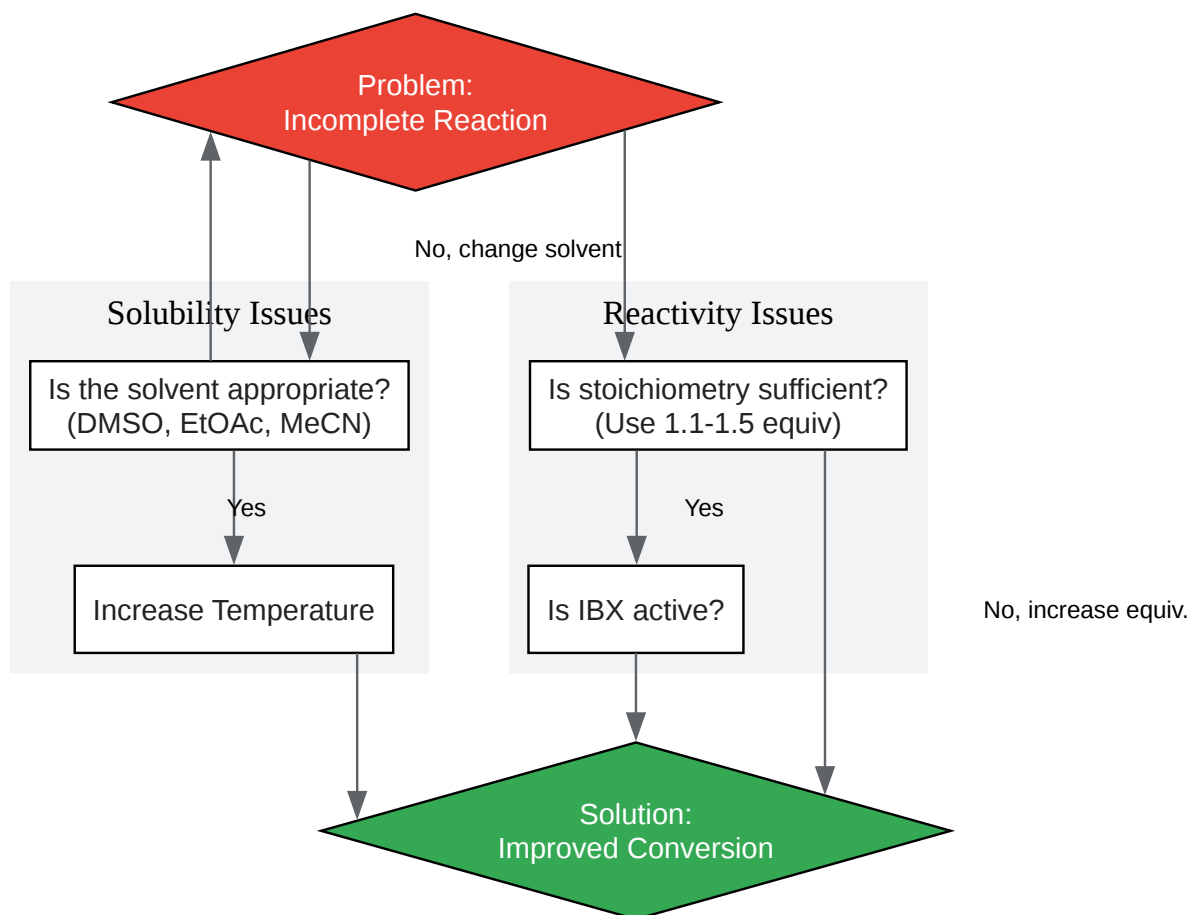 Problem:
Incomplete Reaction
No, change solvent
Solubility Issues
Reactivity Issues
Is the solvent appropriate?
(DMSO, EtOAc, MeCN)
Is stoichiometry sufficient?
(Use 1.1-1.5 equiv)
Yes
Yes
Increase Temperature
Is IBX active?
No, increase equiv.
Solution:
Improved Conversion